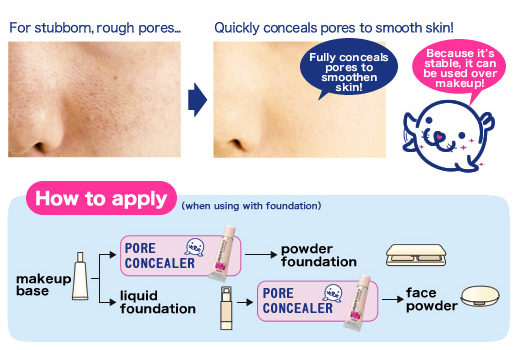 For stubborn, rough pores...
Quickly conceals pores to smooth skin!
Fully conceals
pores to
smoothen
skin!
Because it's
stable, it can
be used over
makeup!
How to apply
(when using with foundation)
makeup
base
PORE
CONCEALER
powder
foundation
liquid
foundation
PORE
CONCEALER
face
powder